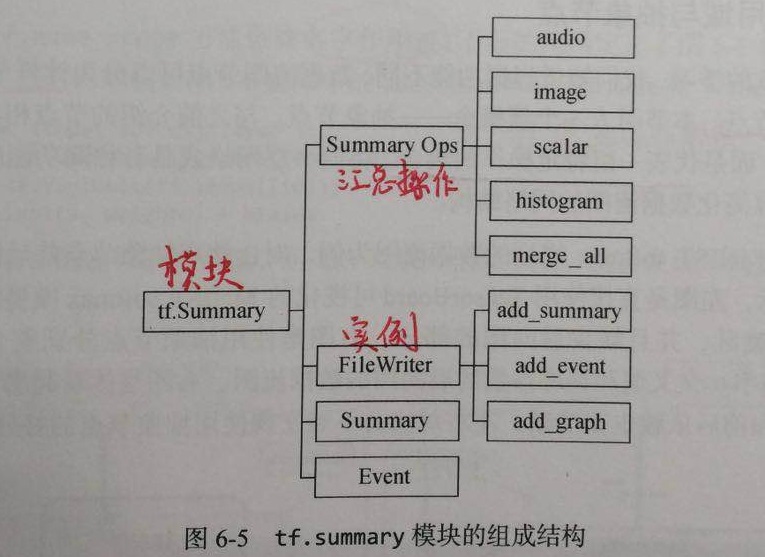 audio
image
Summary Ops
scalar
汇总操作
histogram
模块
merge_all
tf.Summary
add_summary
实例
FileWriter
add_event
Summary
add_graph
Event
图 6-5 tf.summary 模块的组成结构